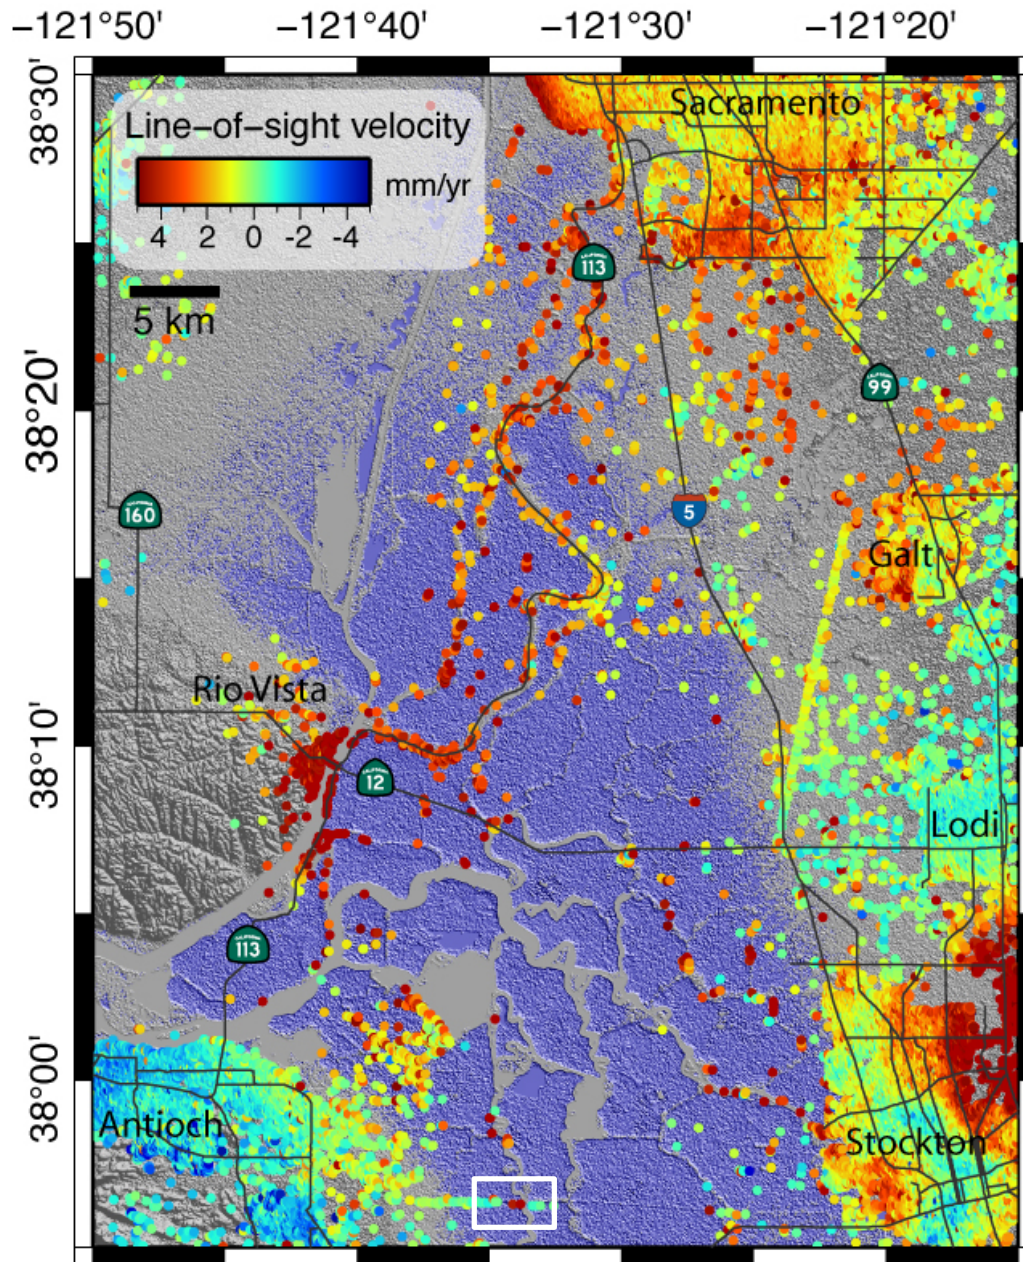 −121°50' −121°40' −121°30' −121°20'
38°30'
Sacramento
Line−of−sight velocity
mm/yr
4 2 0 -2 -4
113
5 km
99
38°20'
160
5
Galt
Rio Vista
38°10'
12
Lodi
113
38°00'
Antioch
Stockton